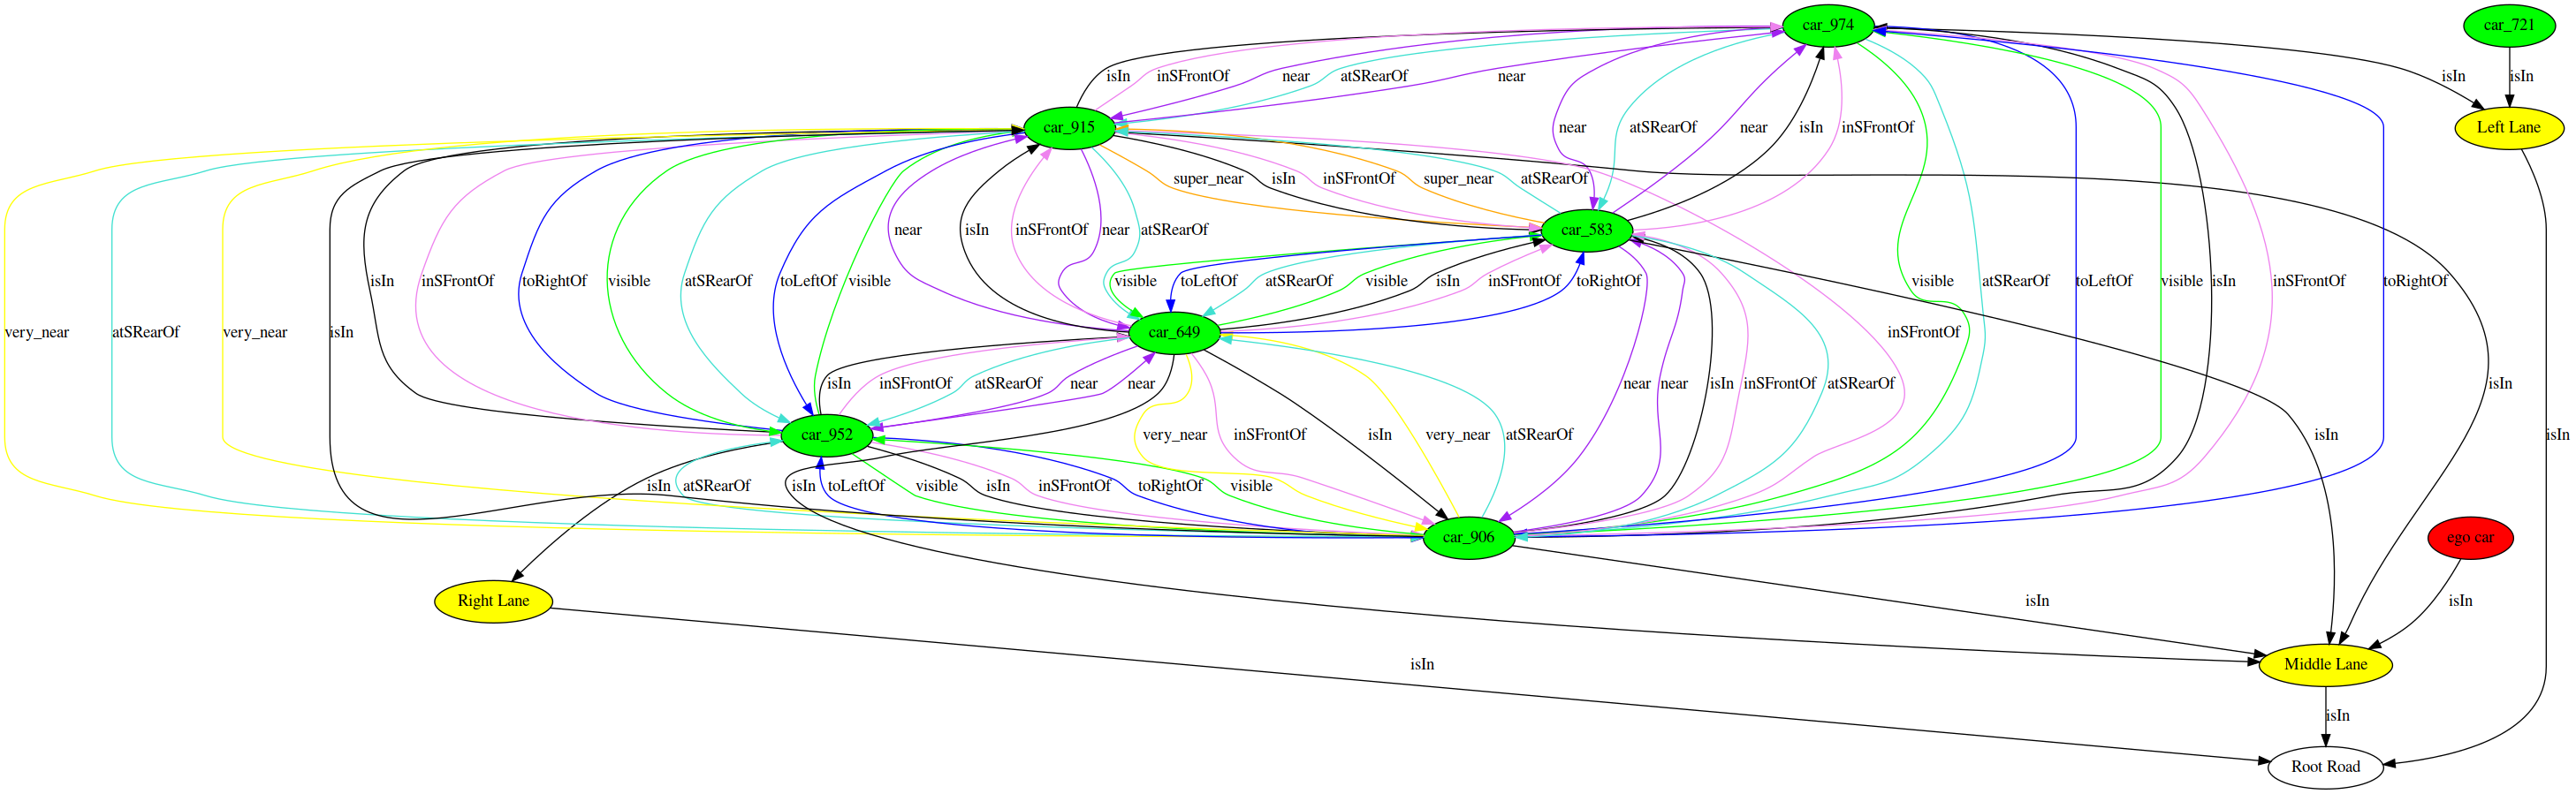 car_974 car_721
isIn inSFrontOf near atSRearOf near isIn isIn
car_915 near atSRearOf near isIn inSFrontOf Left Lane
super_near isIn inSFrontOf super_near atSRearOf
near isIn inSFrontOf near atSRearOf car_583
isIn inSFrontOf toRightOf visible atSRearOf toLeftOf visible visible toLeftOf atSRearOf visible isIn inSFrontOf toRightOf visible atSRearOf toLeftOf visible isIn inSFrontOf toRightOf
very_near atSRearOf very_near isIn car_649 inSFrontOf
isIn inSFrontOf atSRearOf near near near near isIn inSFrontOf atSRearOf isIn
car_952 very_near inSFrontOf isIn very_near atSRearOf isIn isIn
isIn atSRearOf isIn toLeftOf visible isIn inSFrontOf toRightOf visible
car_906 ego car
Right Lane isIn isIn
isIn Middle Lane
isIn
Root Road